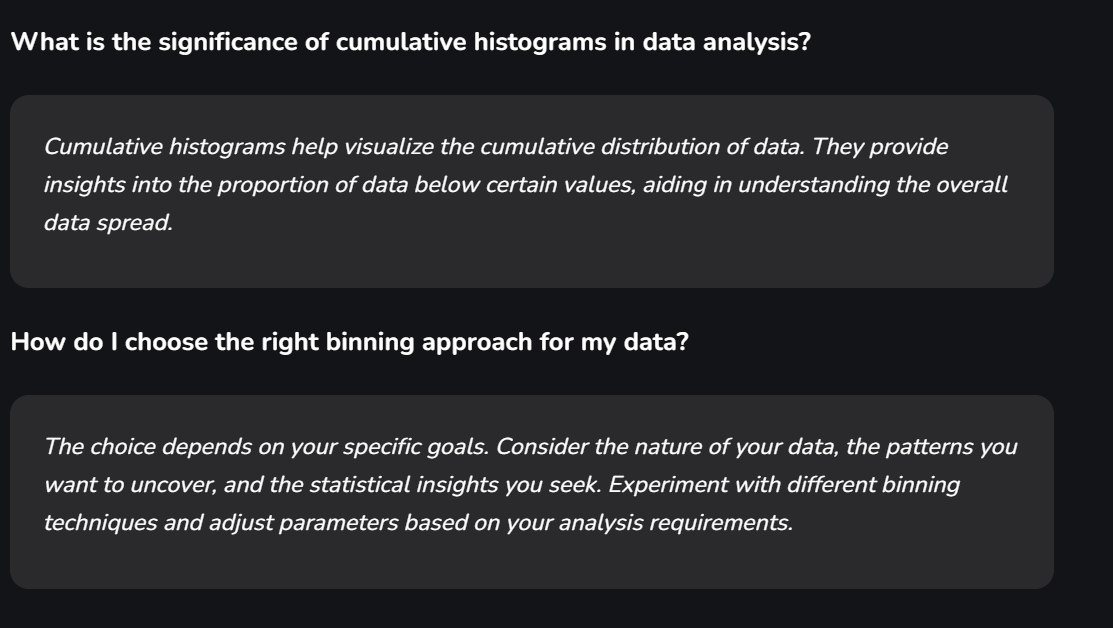 What is the significance of cumulative histograms in data analysis?
Cumulative histograms help visualize the cumulative distribution of data. They provide
insights into the proportion of data below certain values, aiding in understanding the overall
data spread.
How do I choose the right binning approach for my data?
The choice depends on your specific goals. Consider the nature of your data, the patterns you
want to uncover, and the statistical insights you seek. Experiment with different binning
techniques and adjust parameters based on your analysis requirements.